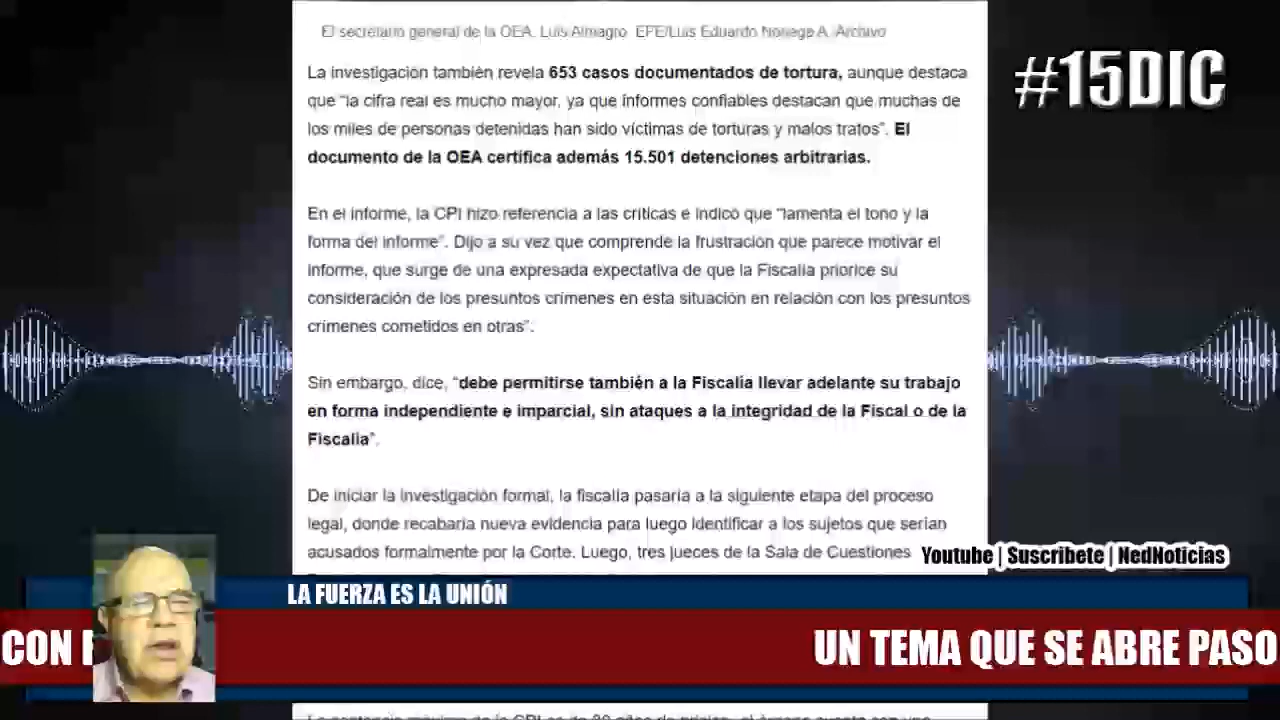 El secretario general de la OEA, Luis Almagro EFE/Luis Eduardo Noriega A. Archivo
#15DIC
La investigación también revela 653 casos documentados de tortura, aunque destaca
que “la cifra real es mucho mayor, ya que informes confiables destacan que muchas de
los miles de personas detenidas han sido víctimas de torturas y malos tratos”. El
documento de la OEA certifica además 15.501 detenciones arbitrarias.
En el informe, la CPI hizo referencia a las críticas e indicó que “lamenta el tono y la
forma del informe”. Dijo a su vez que comprende la frustración que parece motivar el
informe, que surge de una expresada expectativa de que la Fiscalía priorice su
consideración de los presuntos crímenes en esta situación en relación con los presuntos
crímenes cometidos en otras”.
Sin embargo, dice, “debe permitirse también a la Fiscalía llevar adelante su trabajo
en forma independiente e imparcial, sin ataques a la integridad de la Fiscal o de la
Fiscalía”.
De iniciar la investigación formal, la fiscalía pasaría a la siguiente etapa del proceso
legal, donde recabaría nueva evidencia para luego identificar a los sujetos que serían
acusados formalmente por la Corte. Luego, tres jueces de la Sala de Cuestiones
Youtube | Suscribete | NedNoticias
LA FUERZA ES LA UNIÓN
CON
UN TEMA QUE SE ABRE PASO